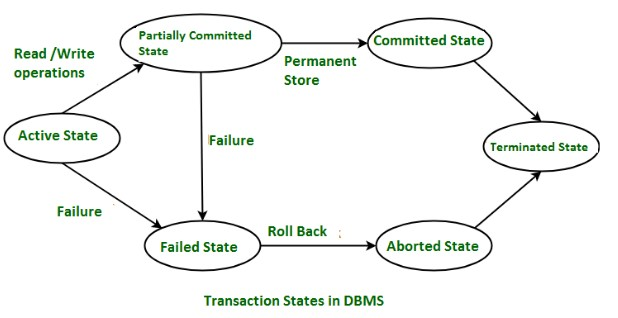 Partially Committed
State
Committed State
Read /Write
operations
Permanent
Store
Active State
Failure
Terminated State
Failure
Roll Back :
Failed State
Aborted State
Transaction States in DBMS